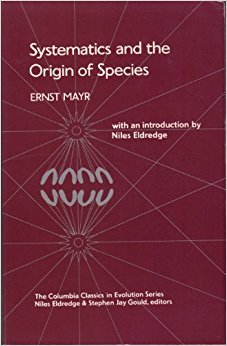 Systematics and the
Origin of Species
ERNST MAYR
with an introduction by
Niles Eldredge
The Columbia Classics in Evolution Series
Niles Eldredge & Stephen Jay Gould, editors